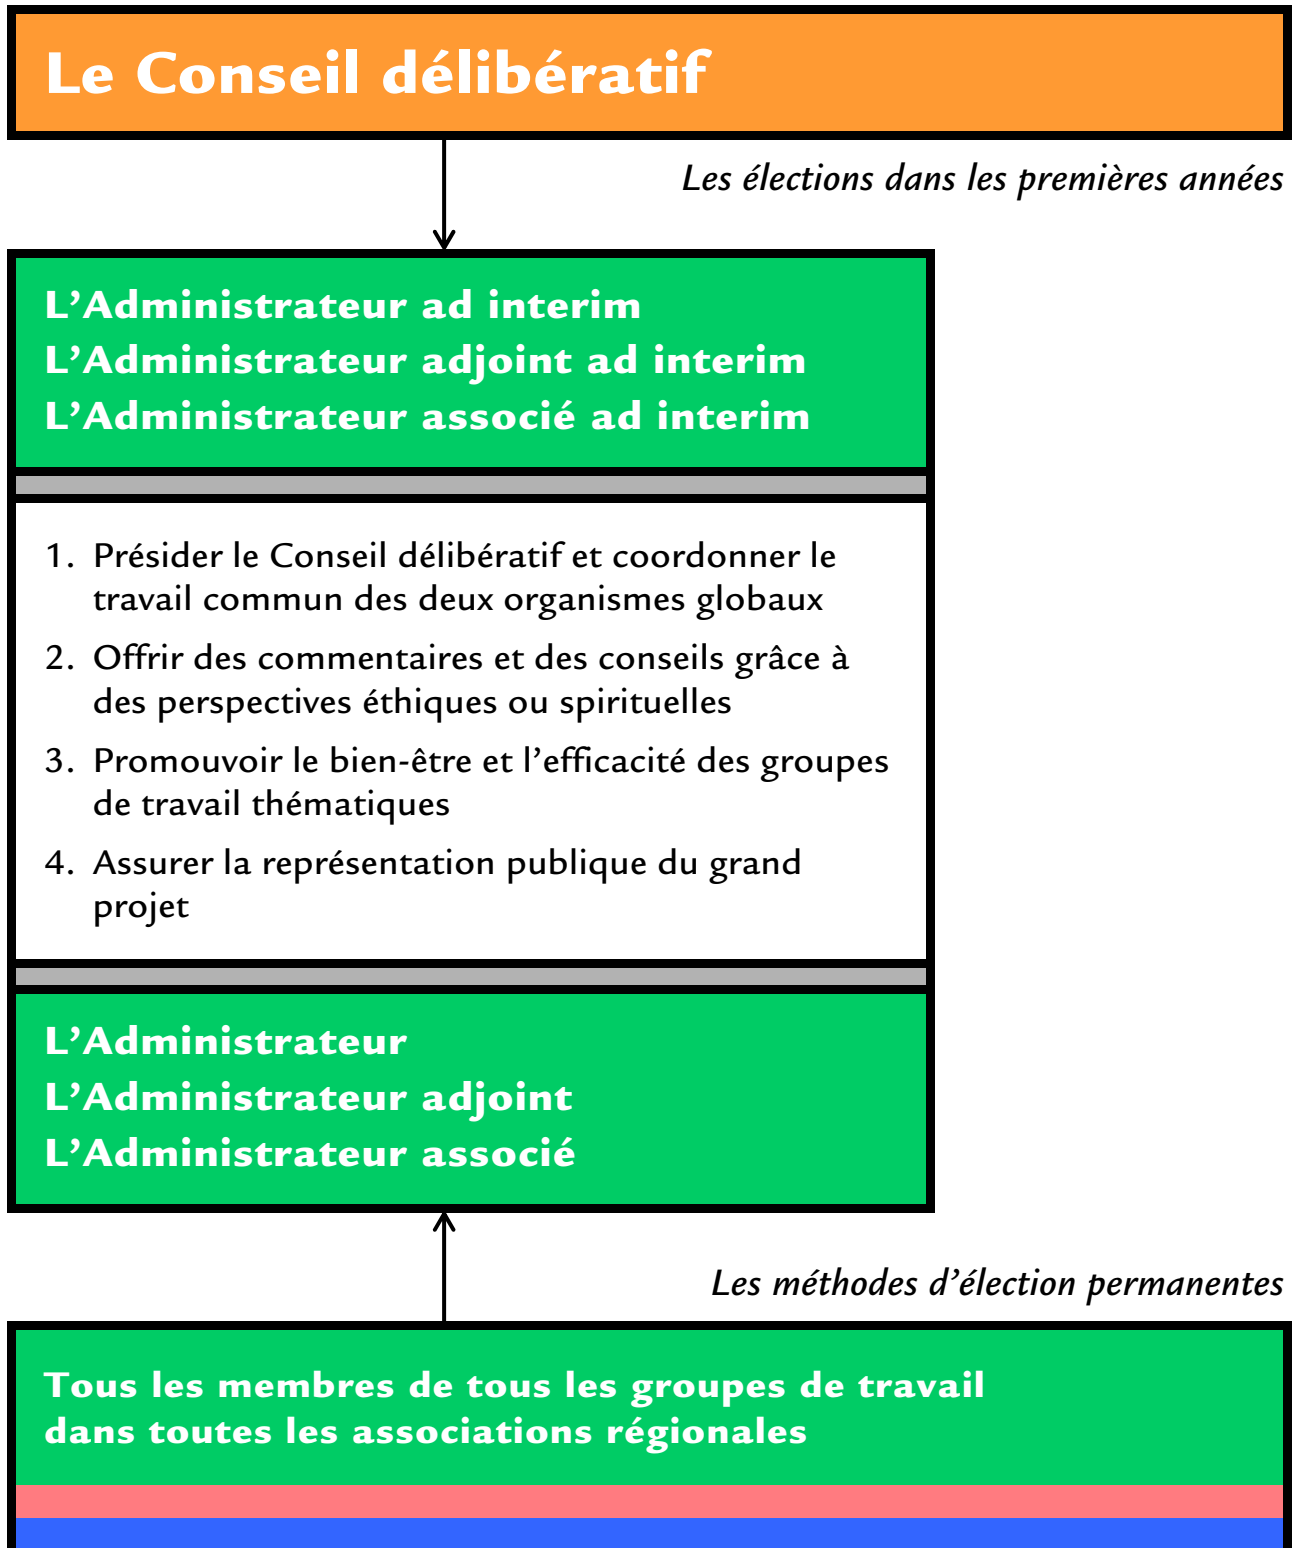 Le Conseil délibératif
Les élections dans les premières années
L’Administrateur ad interim
L’Administrateur adjoint ad interim
L’Administrateur associé ad interim
1. Présider le Conseil délibératif et coordonner le
travail commun des deux organismes globaux
2. Offrir des commentaires et des conseils grâce à
des perspectives éthiques ou spirituelles
3. Promouvoir le bien-être et l’efficacité des groupes
de travail thématiques
4. Assurer la représentation publique du grand
projet
L’Administrateur
L’Administrateur adjoint
L’Administrateur associé
Les méthodes d’élection permanentes
Tous les membres de tous les groupes de travail
dans toutes les associations régionales